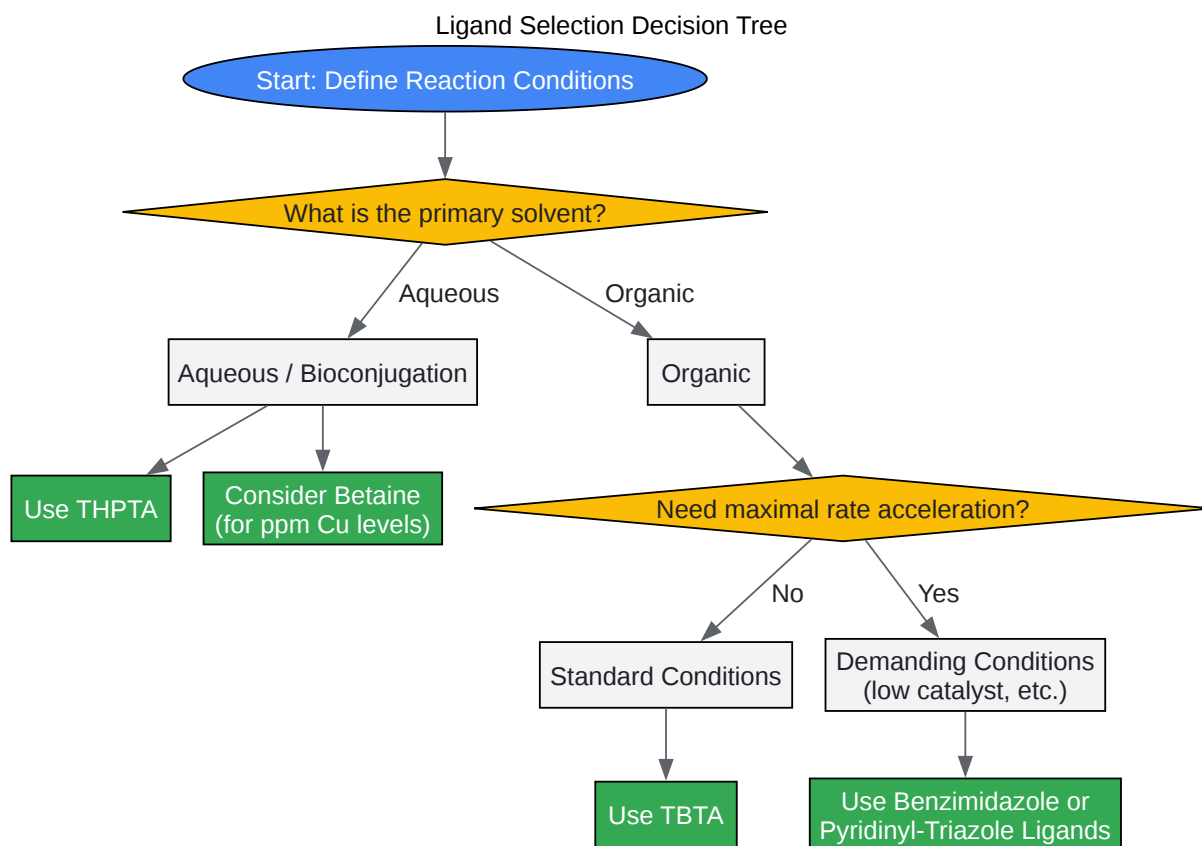 Ligand Selection Decision Tree
Start: Define Reaction Conditions
What is the primary solvent?
Aqueous
Organic
Aqueous / Bioconjugation
Organic
Use THPTA
Consider Betaine
(for ppm Cu levels)
Need maximal rate acceleration?
No
Yes
Standard Conditions
Demanding Conditions
(low catalyst, etc.)
Use TBTA
Use Benzimidazole or
Pyridinyl-Triazole Ligands